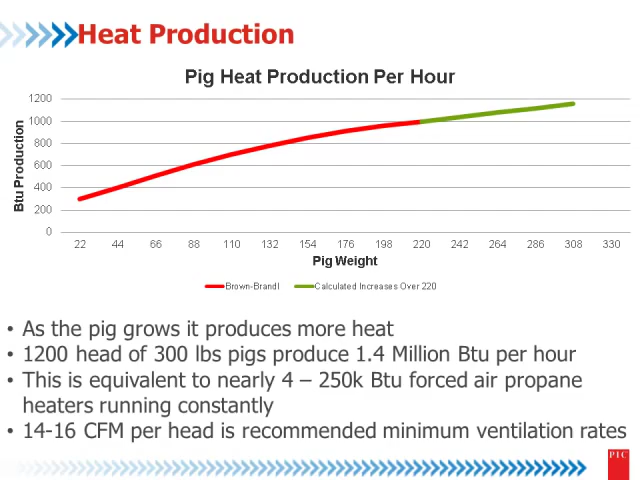 Heat Production
Pig Heat Production Per Hour
1200
1000
800
600
400
200
0
Btu Production
22 44 66 88 110 132 154 176 198 220 242 264 286 308 330
Pig Weight
Brown-Brandl Calculated Increases Over 220
• As the pig grows it produces more heat
• 1200 head of 300 lbs pigs produce 1.4 Million Btu per hour
• This is equivalent to nearly 4 – 250k Btu forced air propane
heaters running constantly
• 14-16 CFM per head is recommended minimum ventilation rates
PIC